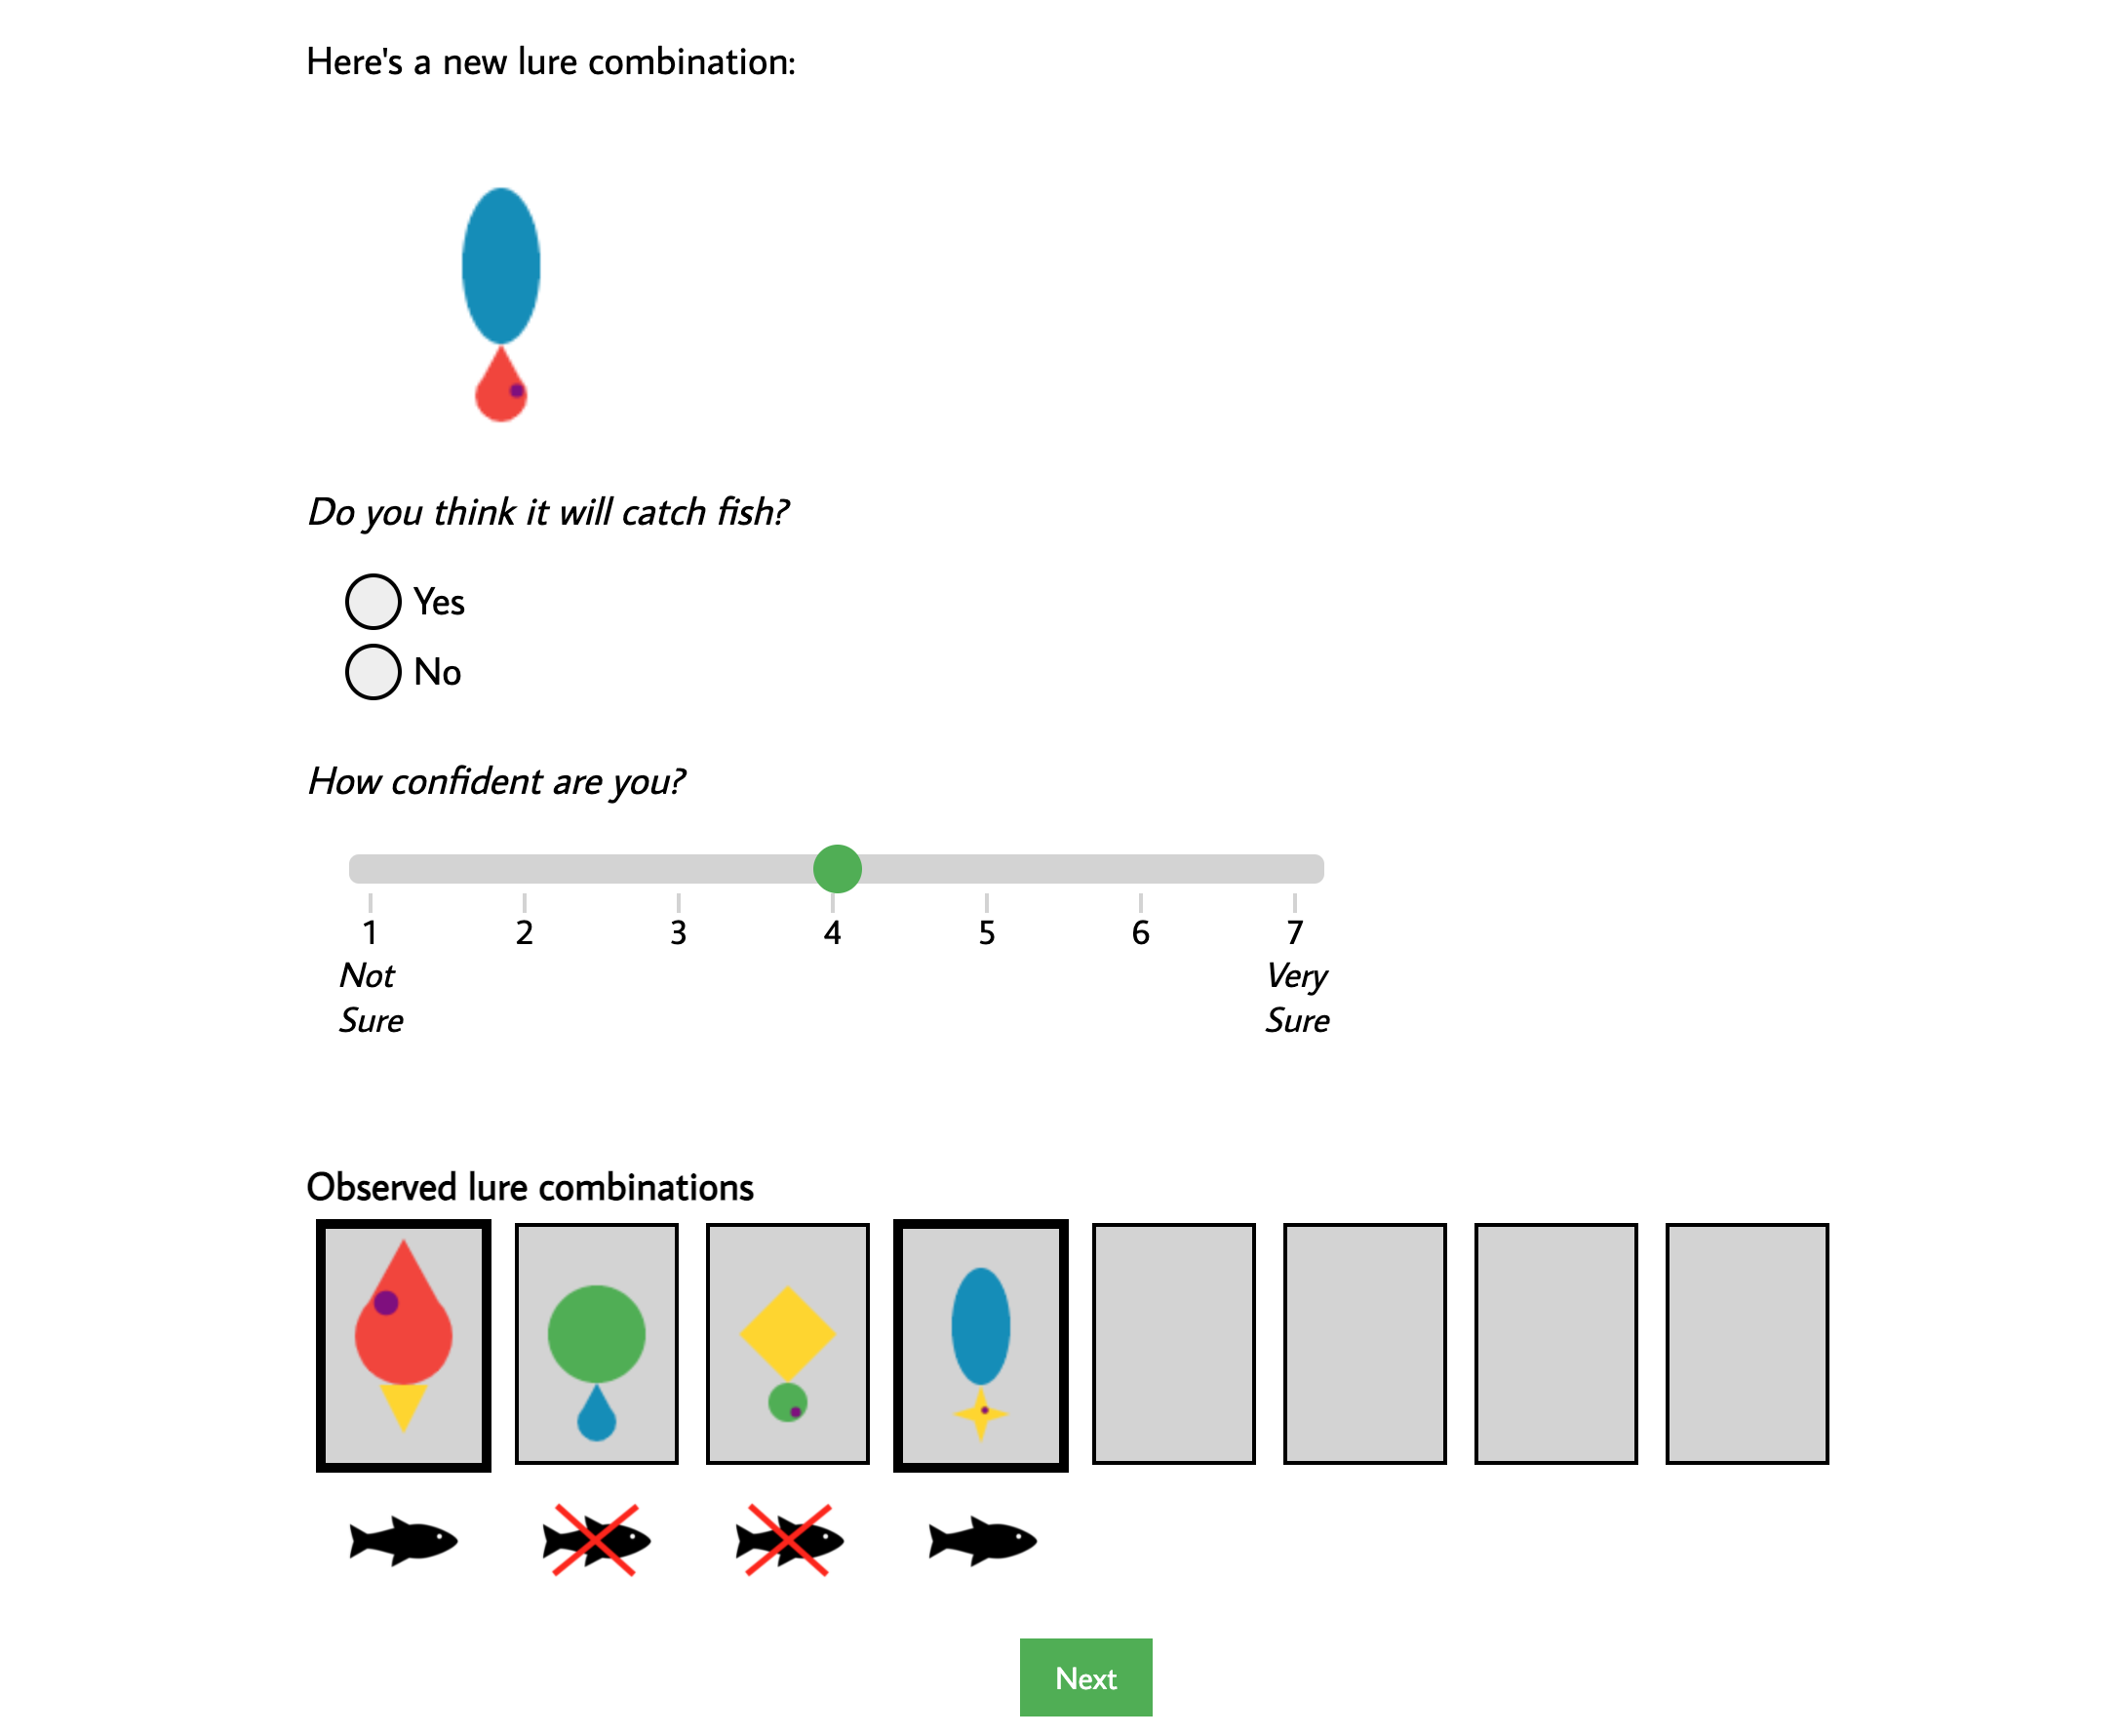 Here's a new lure combination:
Do you think it will catch fish?
Yes
No
How confident are you?
1 2 3 4 5 6 7
Not Sure
Very Sure
Observed lure combinations
Next